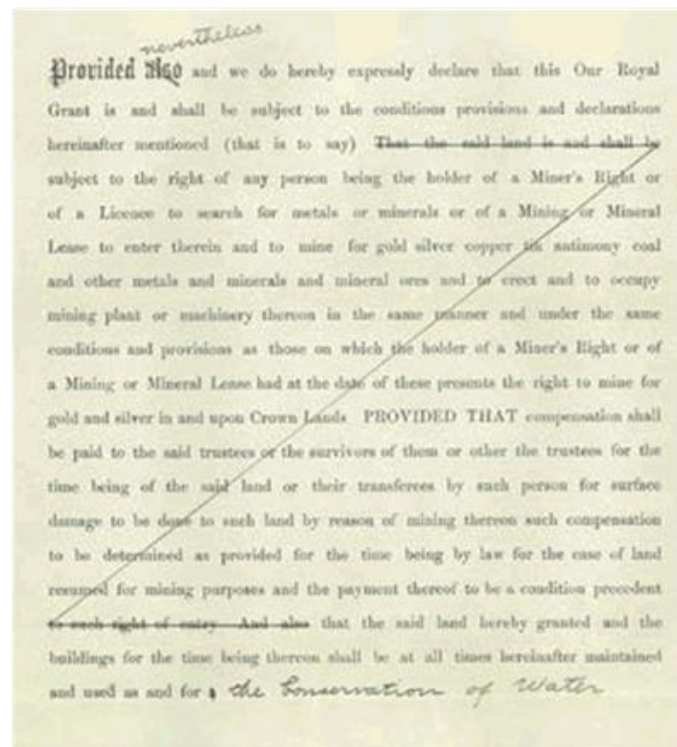 nevertheless
Provided also and we do hereby expressly declare that this Our Royal
Grant is and shall be subject to the conditions provisions and declarations
hereinafter mentioned (that is to say) That the said land is and shall be
subject to the right of any person being the holder of a Miner's Right or
of a Licence to search for metals or minerals or of a Mining or Mineral
Lease to enter therein and to mine for gold silver copper tin antimony coal
and other metals and minerals and mineral ores and to erect and to occupy
mining plant or machinery thereon in the same manner and under the same
conditions and provisions as those on which the holder of a Miner's Right or of
a Mining or Mineral Lease had at the date of these presents the right to mine for
gold and silver in and upon Crown Lands PROVIDED THAT compensation shall
be paid to the said trustees or the survivors of them or other the trustees for the
time being of the said land or their transferees by such person for surface
damage to be done to such land by reason of mining thereon such compensation
to be determined as provided for the time being by law for the case of land
resumed for mining purposes and the payment thereof to be a condition precedent
to such right of entry And also that the said land hereby granted and the
buildings for the time being thereon shall be at all times hereinafter maintained
and used as and for the Conservation of Water